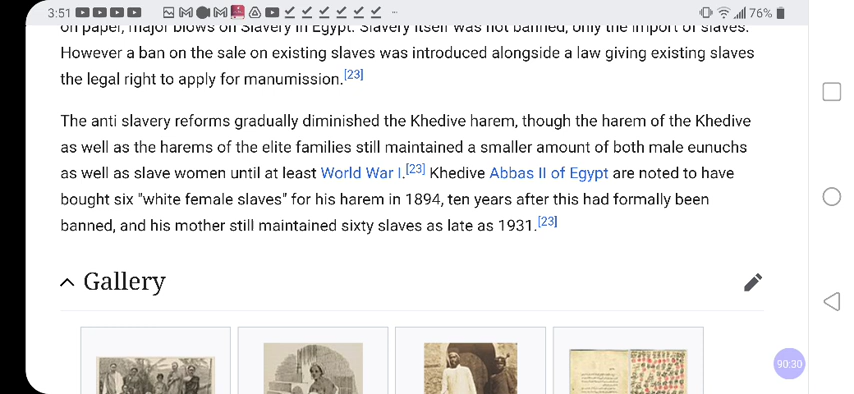 3:51
76%
on paper, major blows on Slavery in Egypt. Slavery itself was not banned, only the import of slaves.
However a ban on the sale on existing slaves was introduced alongside a law giving existing slaves
the legal right to apply for manumission.[23]
The anti slavery reforms gradually diminished the Khedive harem, though the harem of the Khedive
as well as the harems of the elite families still maintained a smaller amount of both male eunuchs
as well as slave women until at least World War I.[23] Khedive Abbas II of Egypt are noted to have
bought six "white female slaves" for his harem in 1894, ten years after this had formally been
banned, and his mother still maintained sixty slaves as late as 1931.[23]
Gallery
90:30